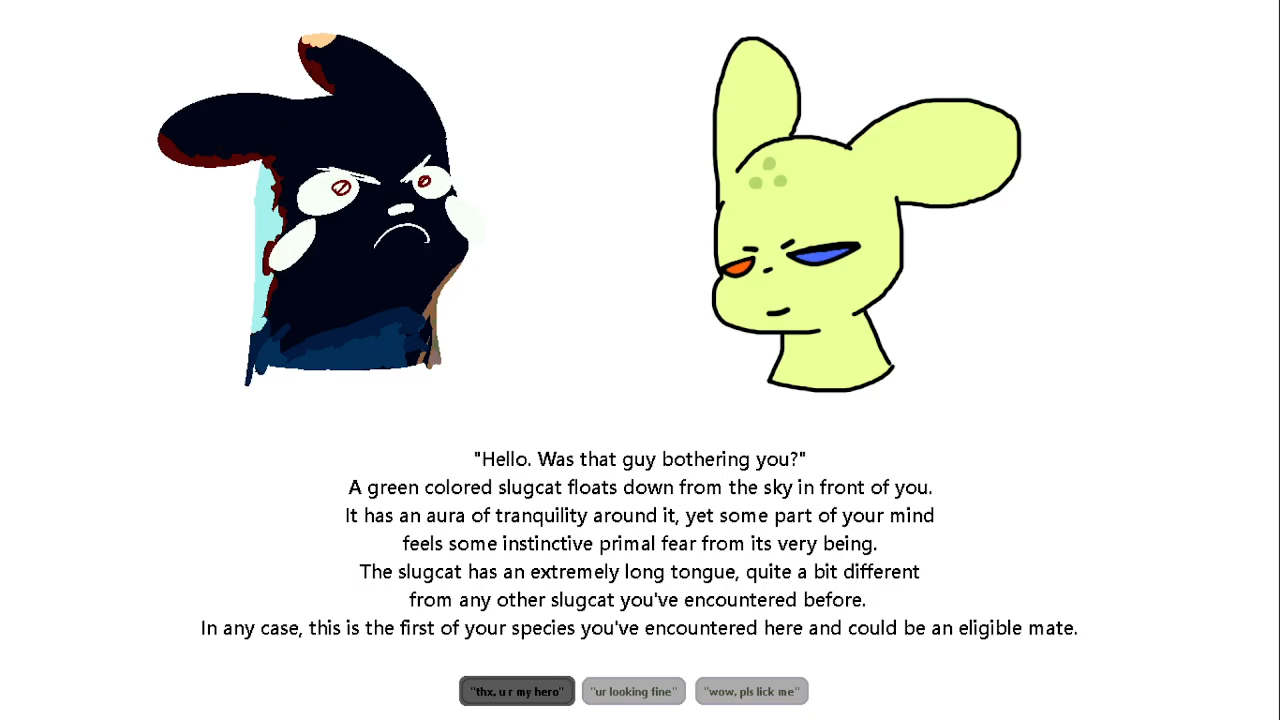 "Hello. Was that guy bothering you?"
A green colored slugcat floats down from the sky in front of you.
It has an aura of tranquility around it, yet some part of your mind
feels some instinctive primal fear from its very being.
The slugcat has an extremely long tongue, quite a bit different
from any other slugcat you've encountered before.
In any case, this is the first of your species you've encountered here and could be an eligible mate.
"thx, u r my hero"
"ur looking fine"
"wow, pls lick me"